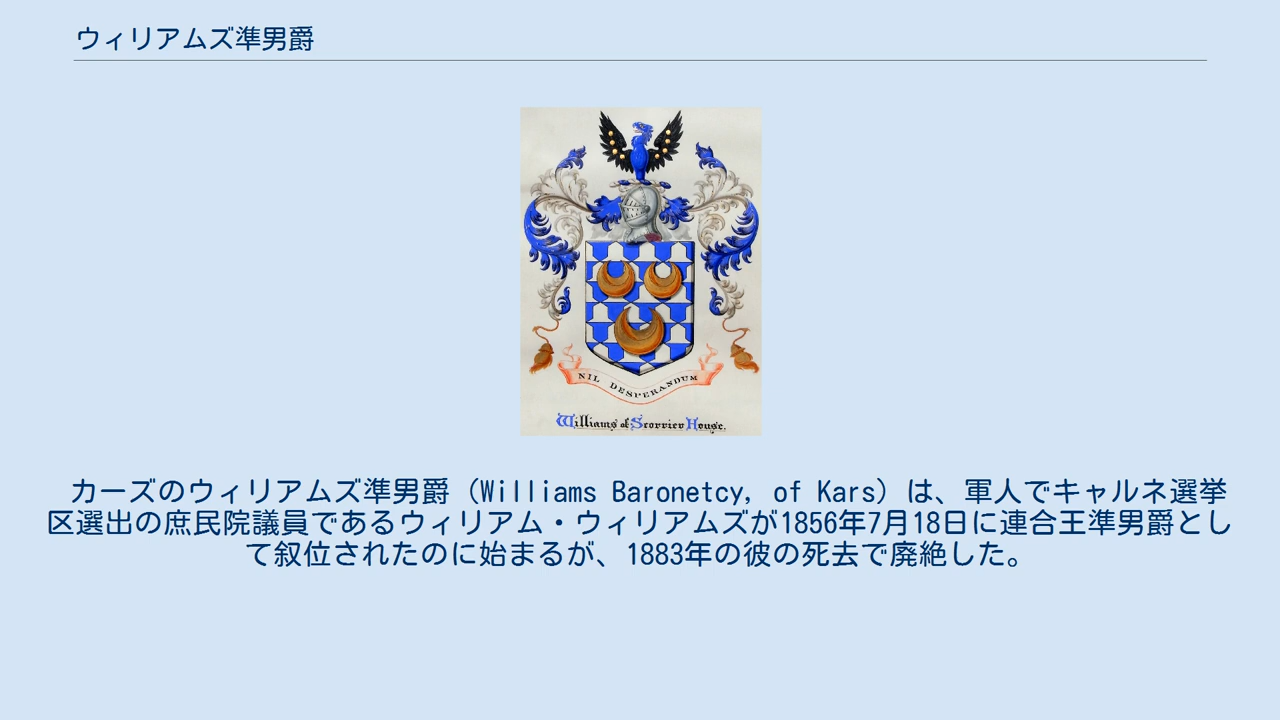 ウィリアムズ準男爵
NIL DESPERANDUM
Williams of Scorrier House.
カーズのウィリアムズ準男爵（Williams Baronetcy, of Kars）は、軍人でキャルネ選挙
区選出の庶民院議員であるウィリアム・ウィリアムズが1856年7月18日に連合王準男爵とし
て叙位されたのに始まるが、1883年の彼の死去で廃絶した。